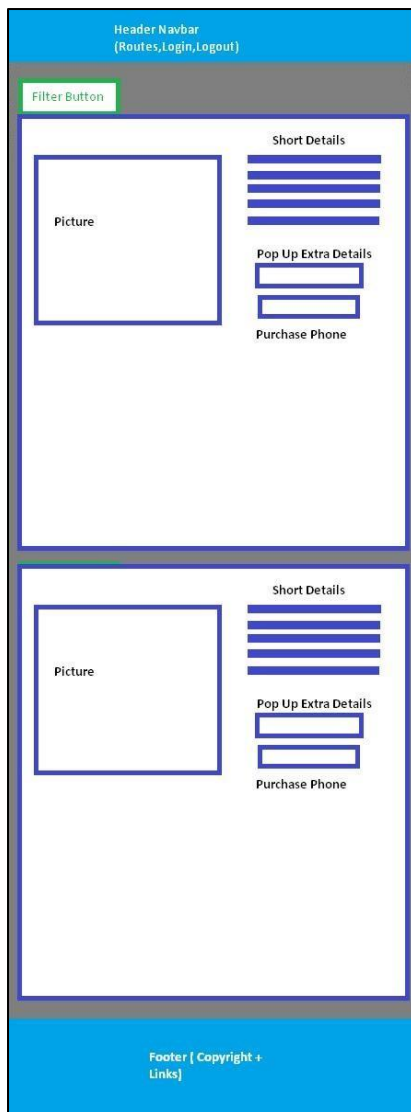 Header Navbar
(Routes,Login,Logout)
Filter Button
Short Details
Picture
Pop Up Extra Details
Purchase Phone
Short Details
Picture
Pop Up Extra Details
Purchase Phone
Footer [ Copyright +
Links]